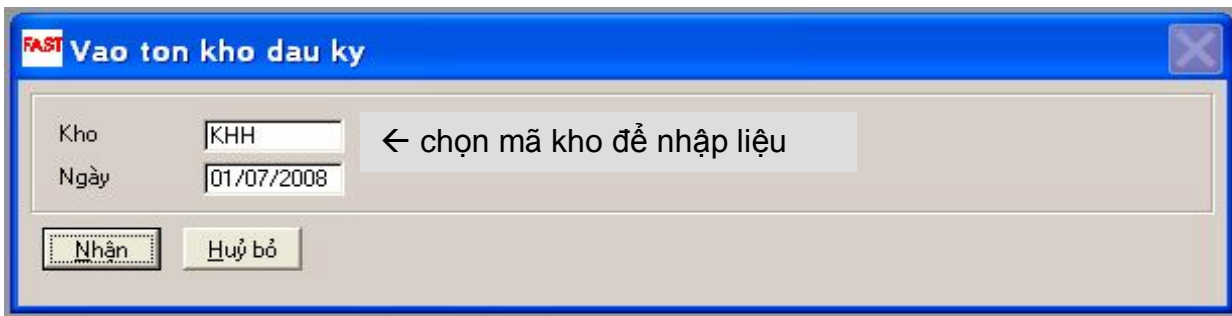 FAST Vao ton kho dau ky
Kho KHH ← chọn mã kho để nhập liệu
Ngày 01/07/2008
Nhận Huỷ bỏ